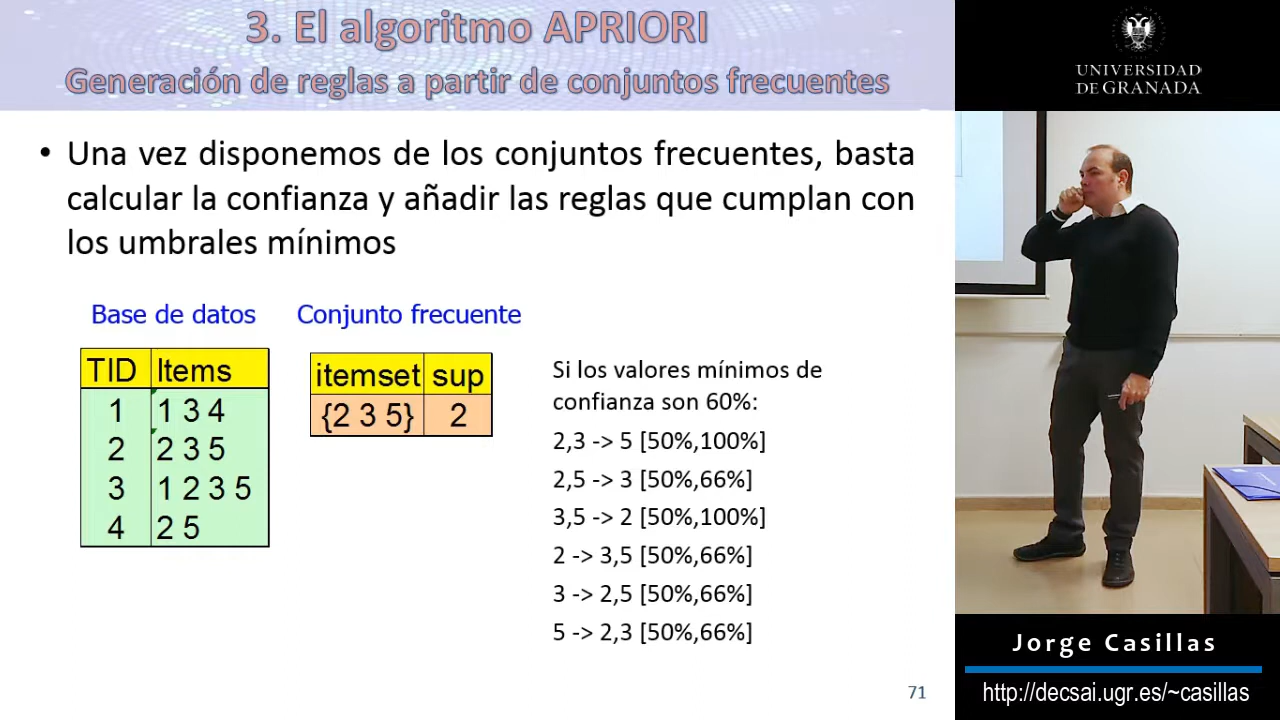 3. El algoritmo APRIORI
Generación de reglas a partir de conjuntos frecuentes
• Una vez disponemos de los conjuntos frecuentes, basta
calcular la confianza y añadir las reglas que cumplan con
los umbrales mínimos
Base de datos
TID Items
1 1 3 4
2 2 3 5
3 1 2 3 5
4 2 5
Conjunto frecuente
itemset sup
{2 3 5} 2
Si los valores mínimos de
confianza son 60%:
2,3 -> 5 [50%,100%]
2,5 -> 3 [50%,66%]
3,5 -> 2 [50%,100%]
2 -> 3,5 [50%,66%]
3 -> 2,5 [50%,66%]
5 -> 2,3 [50%,66%]
71
UNIVERSIDAD
DE GRANADA
Jorge Casillas
http://decsai.ugr.es/~casillas